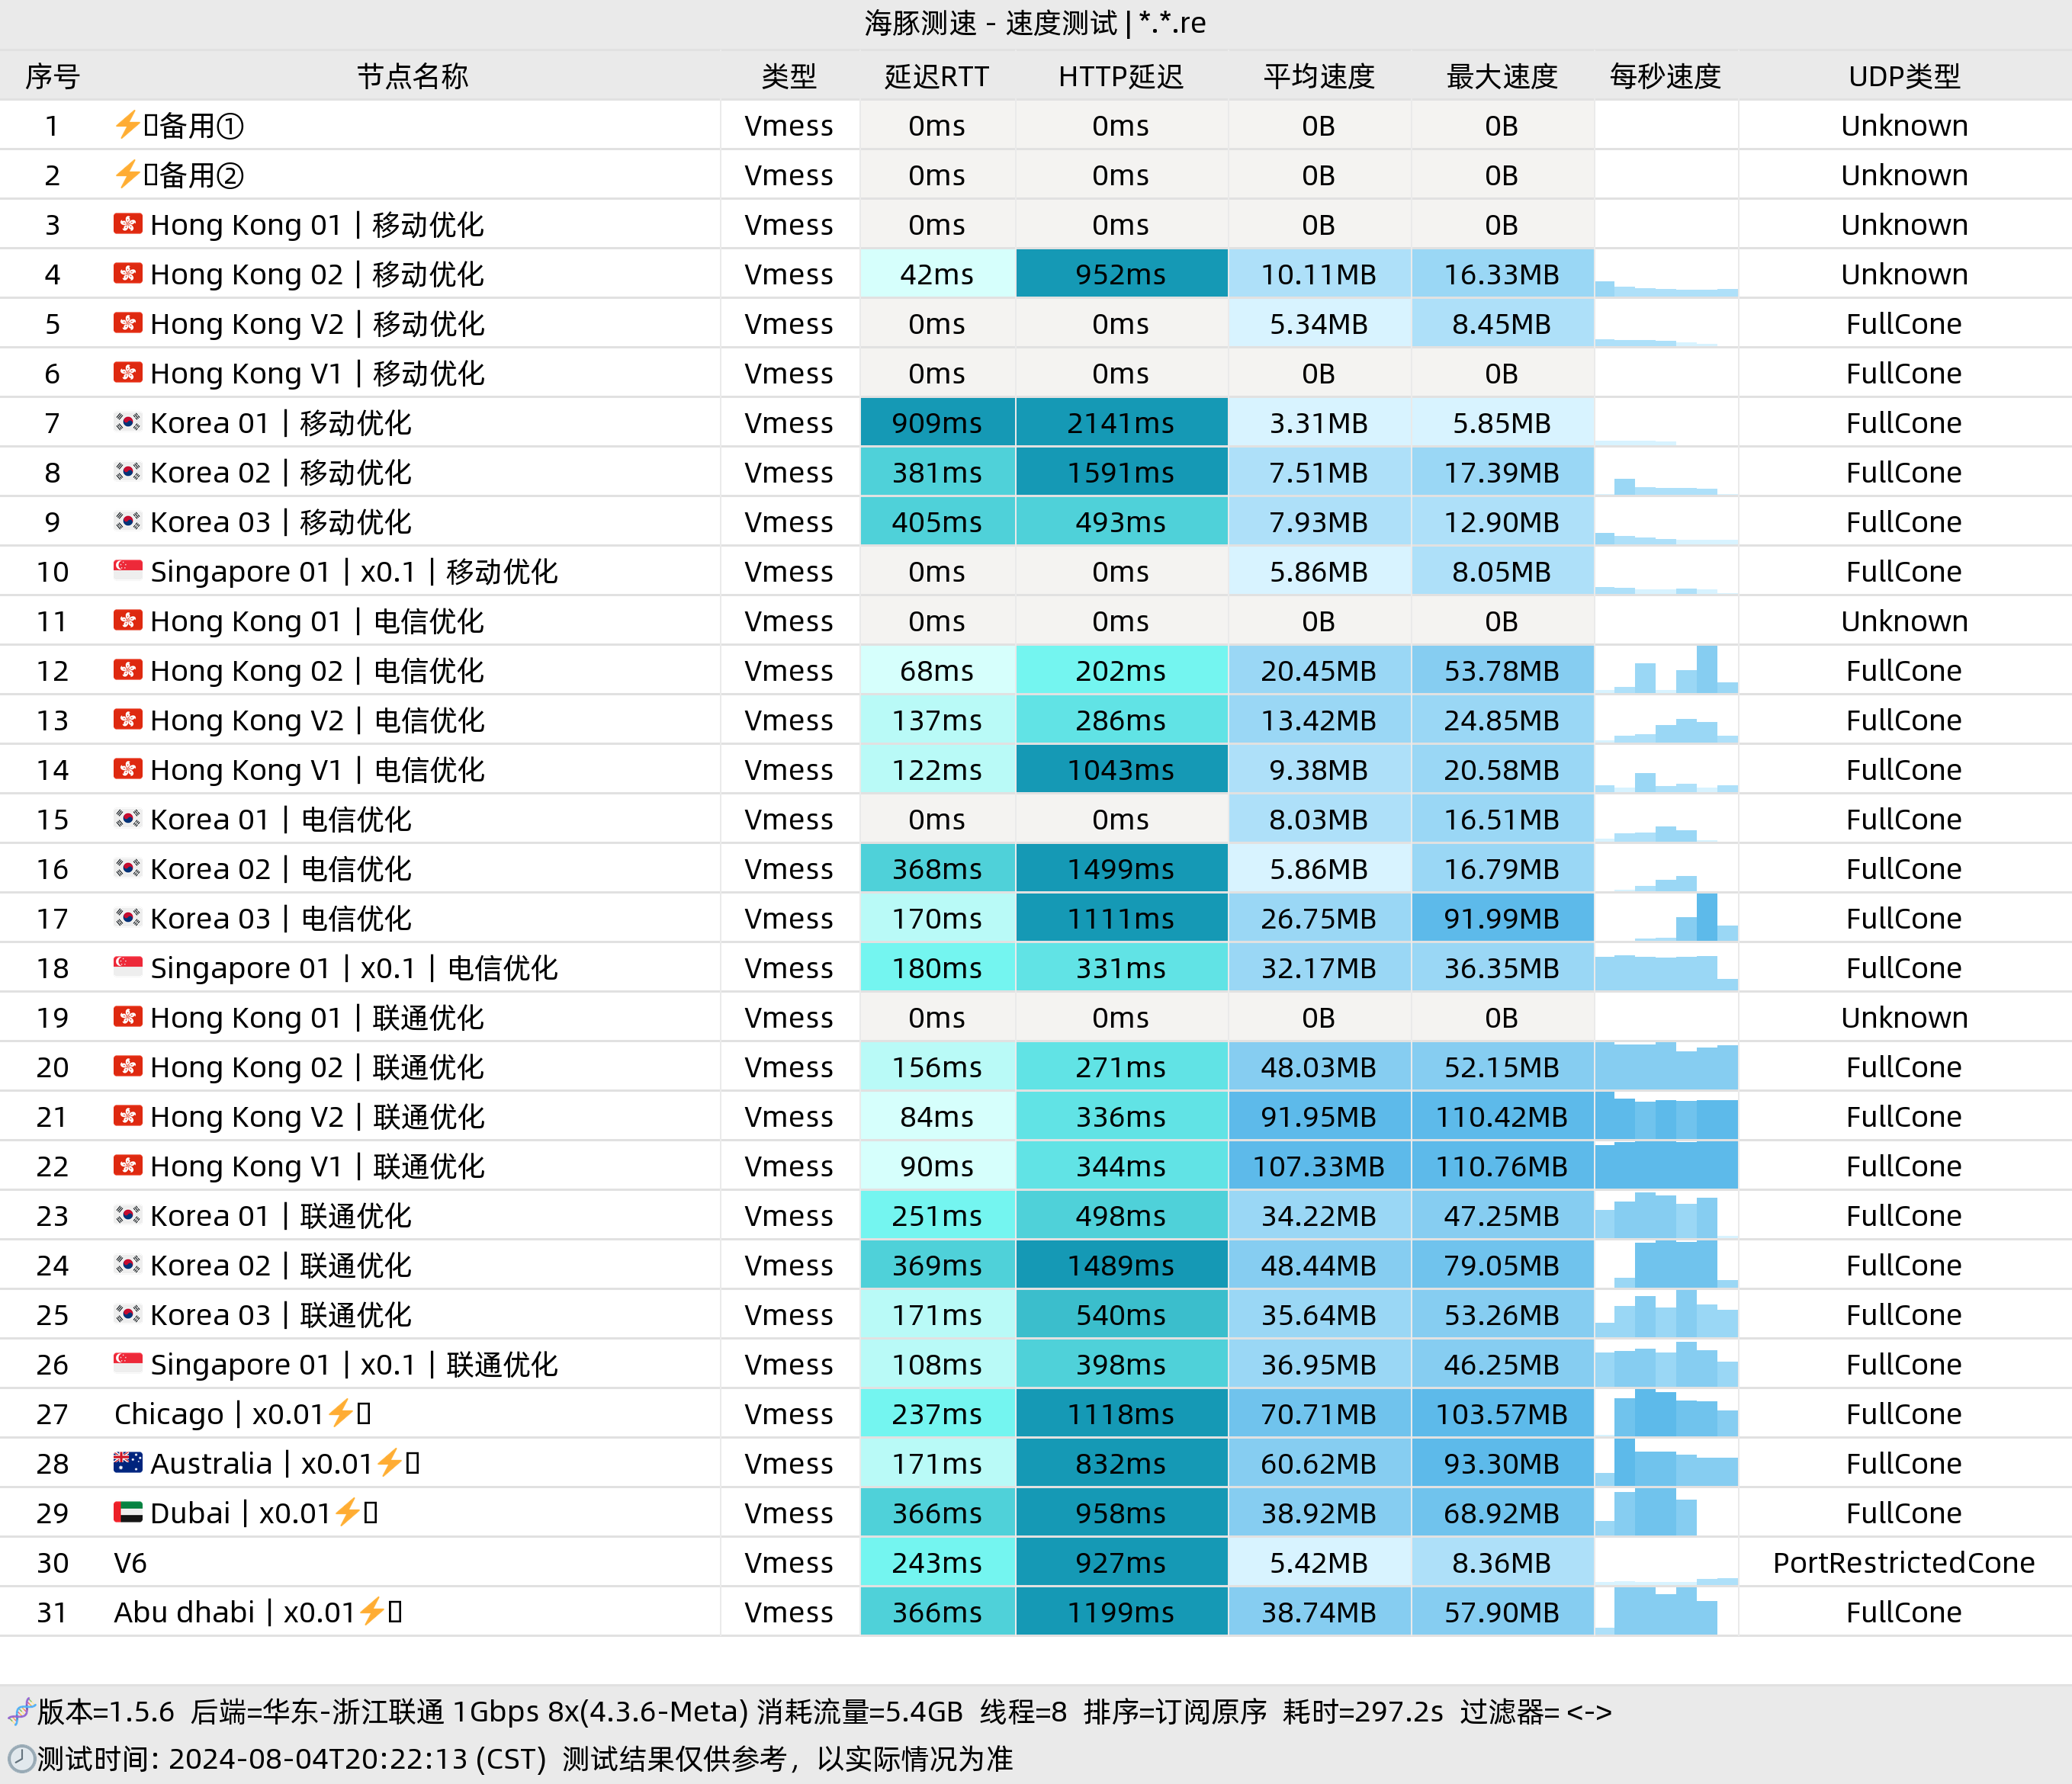 海豚测速 - 速度测试 | *.*.re
序号 节点名称 类型 延迟RTT HTTP延迟 平均速度 最大速度 每秒速度 UDP类型
1 ⚡备用① Vmess 0ms 0ms 0B 0B Unknown
2 ⚡备用② Vmess 0ms 0ms 0B 0B Unknown
3 🇭🇰 Hong Kong 01 | 移动优化 Vmess 0ms 0ms 0B 0B Unknown
4 🇭🇰 Hong Kong 02 | 移动优化 Vmess 42ms 952ms 10.11MB 16.33MB Unknown
5 🇭🇰 Hong Kong V2 | 移动优化 Vmess 0ms 0ms 5.34MB 8.45MB FullCone
6 🇭🇰 Hong Kong V1 | 移动优化 Vmess 0ms 0ms 0B 0B FullCone
7 🇰🇷 Korea 01 | 移动优化 Vmess 909ms 2141ms 3.31MB 5.85MB FullCone
8 🇰🇷 Korea 02 | 移动优化 Vmess 381ms 1591ms 7.51MB 17.39MB FullCone
9 🇰🇷 Korea 03 | 移动优化 Vmess 405ms 493ms 7.93MB 12.90MB FullCone
10 🇸🇬 Singapore 01 | x0.1 | 移动优化 Vmess 0ms 0ms 5.86MB 8.05MB FullCone
11 🇭🇰 Hong Kong 01 | 电信优化 Vmess 0ms 0ms 0B 0B Unknown
12 🇭🇰 Hong Kong 02 | 电信优化 Vmess 68ms 202ms 20.45MB 53.78MB FullCone
13 🇭🇰 Hong Kong V2 | 电信优化 Vmess 137ms 286ms 13.42MB 24.85MB FullCone
14 🇭🇰 Hong Kong V1 | 电信优化 Vmess 122ms 1043ms 9.38MB 20.58MB FullCone
15 🇰🇷 Korea 01 | 电信优化 Vmess 0ms 0ms 8.03MB 16.51MB FullCone
16 🇰🇷 Korea 02 | 电信优化 Vmess 368ms 1499ms 5.86MB 16.79MB FullCone
17 🇰🇷 Korea 03 | 电信优化 Vmess 170ms 1111ms 26.75MB 91.99MB FullCone
18 🇸🇬 Singapore 01 | x0.1 | 电信优化 Vmess 180ms 331ms 32.17MB 36.35MB FullCone
19 🇭🇰 Hong Kong 01 | 联通优化 Vmess 0ms 0ms 0B 0B Unknown
20 🇭🇰 Hong Kong 02 | 联通优化 Vmess 156ms 271ms 48.03MB 52.15MB FullCone
21 🇭🇰 Hong Kong V2 | 联通优化 Vmess 84ms 336ms 91.95MB 110.42MB FullCone
22 🇭🇰 Hong Kong V1 | 联通优化 Vmess 90ms 344ms 107.33MB 110.76MB FullCone
23 🇰🇷 Korea 01 | 联通优化 Vmess 251ms 498ms 34.22MB 47.25MB FullCone
24 🇰🇷 Korea 02 | 联通优化 Vmess 369ms 1489ms 48.44MB 79.05MB FullCone
25 🇰🇷 Korea 03 | 联通优化 Vmess 171ms 540ms 35.64MB 53.26MB FullCone
26 🇸🇬 Singapore 01 | x0.1 | 联通优化 Vmess 108ms 398ms 36.95MB 46.25MB FullCone
27 Chicago | x0.01⚡ Vmess 237ms 1118ms 70.71MB 103.57MB FullCone
28 🇦🇺 Australia | x0.01⚡ Vmess 171ms 832ms 60.62MB 93.30MB FullCone
29 🇦🇪 Dubai | x0.01⚡ Vmess 366ms 958ms 38.92MB 68.92MB FullCone
30 V6 Vmess 243ms 927ms 5.42MB 8.36MB PortRestrictedCone
31 Abu dhabi | x0.01⚡ Vmess 366ms 1199ms 38.74MB 57.90MB FullCone
🧬版本=1.5.6 后端=华东-浙江联通 1Gbps 8x(4.3.6-Meta) 消耗流量=5.4GB 线程=8 排序=订阅原序 耗时=297.2s 过滤器= <->
🕗测试时间: 2024-08-04T20:22:13 (CST) 测试结果仅供参考，以实际情况为准